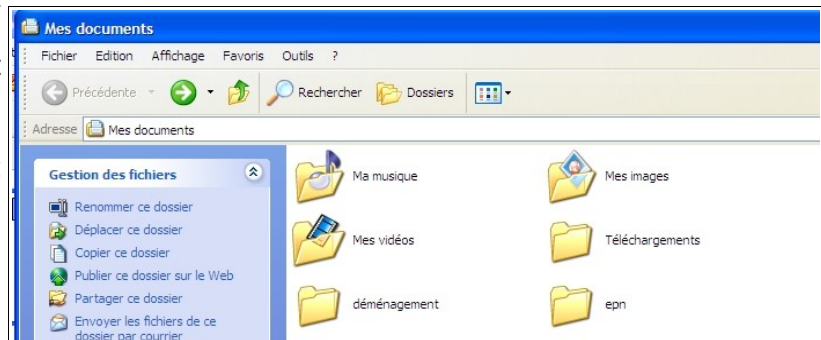 Mes documents
Fichier Edition Affichage Favoris Outils ?
Précédente Rechercher Dossiers
Adresse Mes documents
Gestion des fichiers
Renommer ce dossier
Déplacer ce dossier
Copier ce dossier
Publier ce dossier sur le Web
Partager ce dossier
Envoyer les fichiers de ce
dossier par courrier
Ma musique Mes images
Mes vidéos Téléchargements
déménagement epn